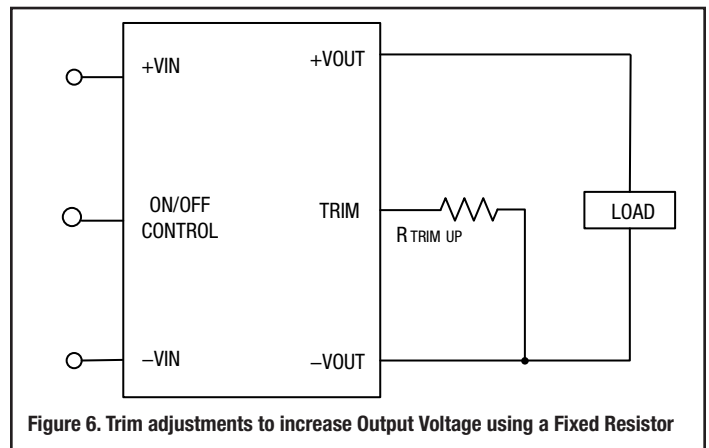 +VIN
+VOUT
ON/OFF
CONTROL
TRIM
R TRIM UP
LOAD
–VIN
–VOUT
Figure 6. Trim adjustments to increase Output Voltage using a Fixed Resistor